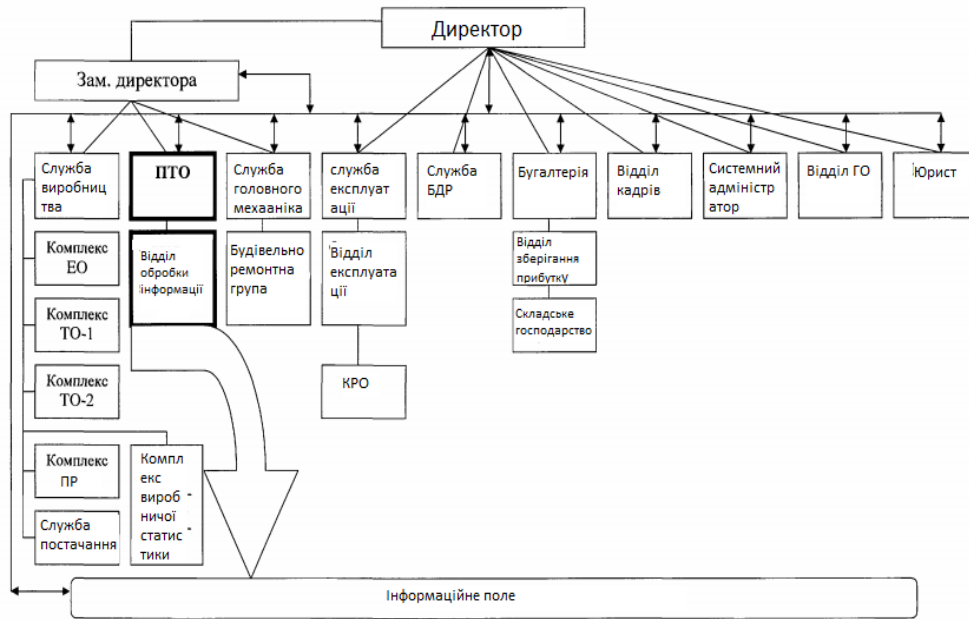 Директор
Зам. директора
Служба
виробниц
тва
ПТО
Служба
головного
межааніка
служба
експлуат
ації
Служба
БДР
Бугалтерія
Відділ
кадрів
Системний
адміністр
атор
Відділ ГО
Юрист
Комплекс
ЕО
Відділ
обробки
інформації
Будівельно
ремонтна
група
Відділ
експлуата
ції
Відділ
зберігання
прибутку
Комплекс
ТО-1
Складське
господарство
Комплекс
ТО-2
КРО
Комплекс
ПР
Компл
екс
вироб
ничої
статис
тики
Служба
постачання
Інформаційне поле